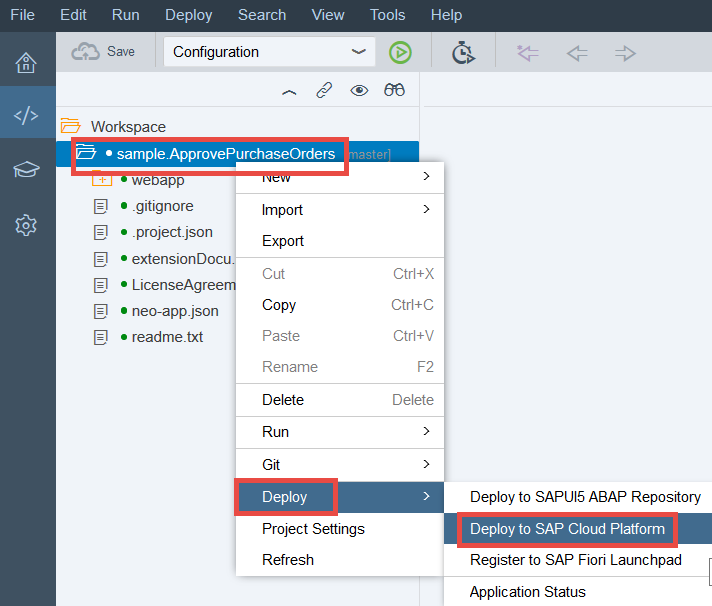 File Edit Run Deploy Search View Tools Help
Save Configuration
Workspace
sample.ApprovePurchaseOrders [master]
webapp
.gitignore
.project.json
extensionDocu.
LicenseAgreem
neo-app.json
readme.txt
New
Import
Export
Cut Ctrl+X
Copy Ctrl+C
Paste Ctrl+V
Rename F2
Delete Delete
Run
Git
Deploy
Project Settings
Refresh
Deploy to SAPUI5 ABAP Repository
Deploy to SAP Cloud Platform
Register to SAP Fiori Launchpad
Application Status